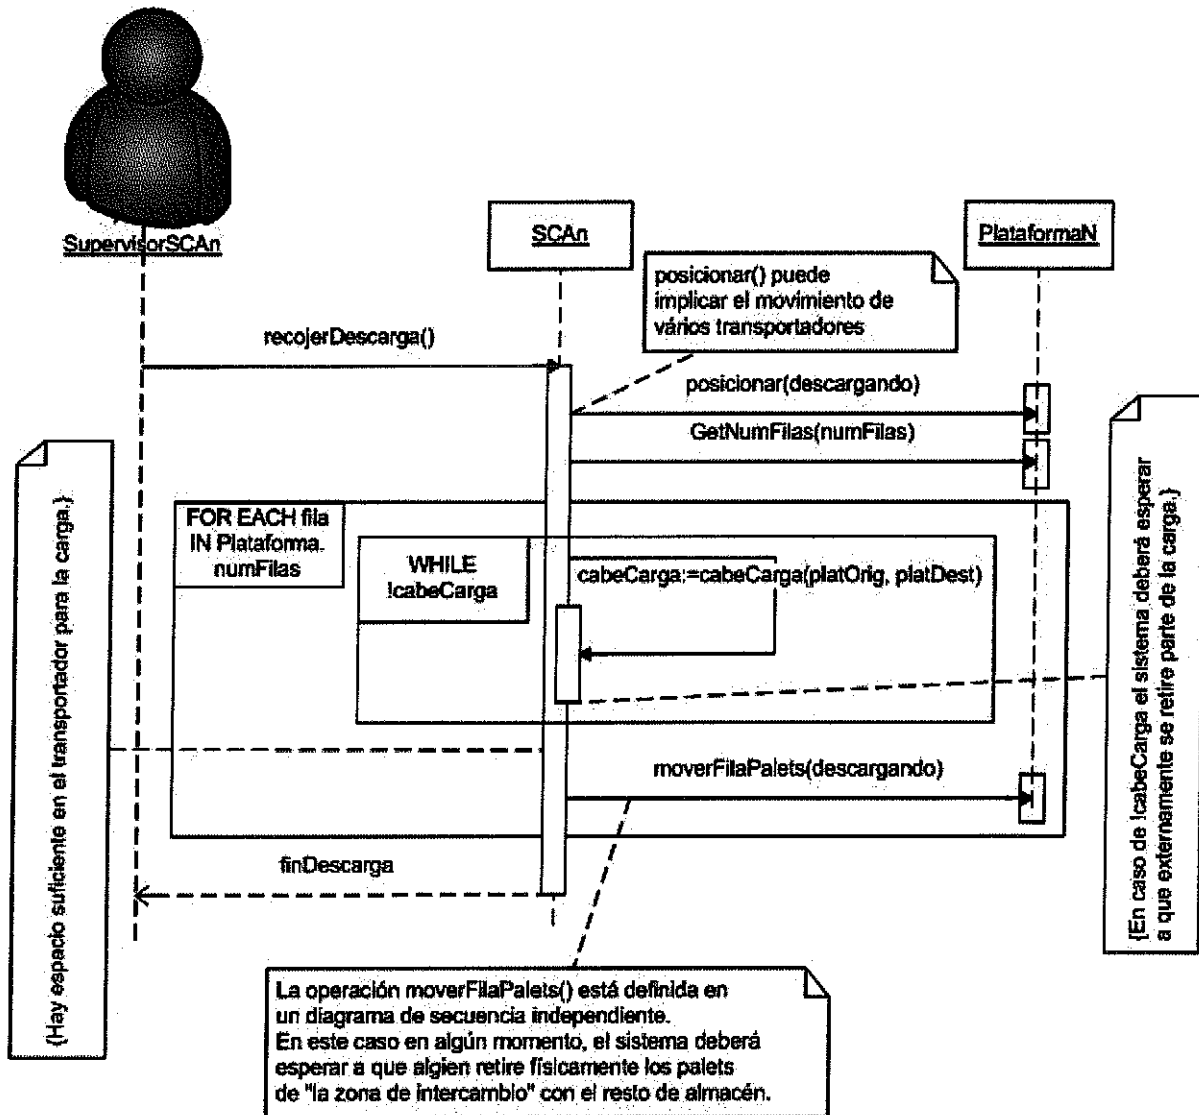 SupervisorSCAn
SCAn
PlataformaN
posicionar() puede
implicar el movimiento de
vários transportadores
recojerDescarga()
posicionar(descargando)
GetNumFilas(numFilas)
FOR EACH fila
IN Plataforma.
numFilas
WHILE
!cabeCarga
cabeCarga:=cabeCarga(platOrig, platDest)
{Hay espacio suficiente en el transportador para la carga.}
{En caso de !cabeCarga el sistema deberá esperar
a que externamente se retire parte de la carga.}
moverFilaPalets(descargando)
finDescarga
La operación moverFilaPalets() está definida en
un diagrama de secuencia independiente.
En este caso en algún momento, el sistema deberá
esperar a que algien retire físicamente los palets
de "la zona de intercambio" con el resto de almacén.